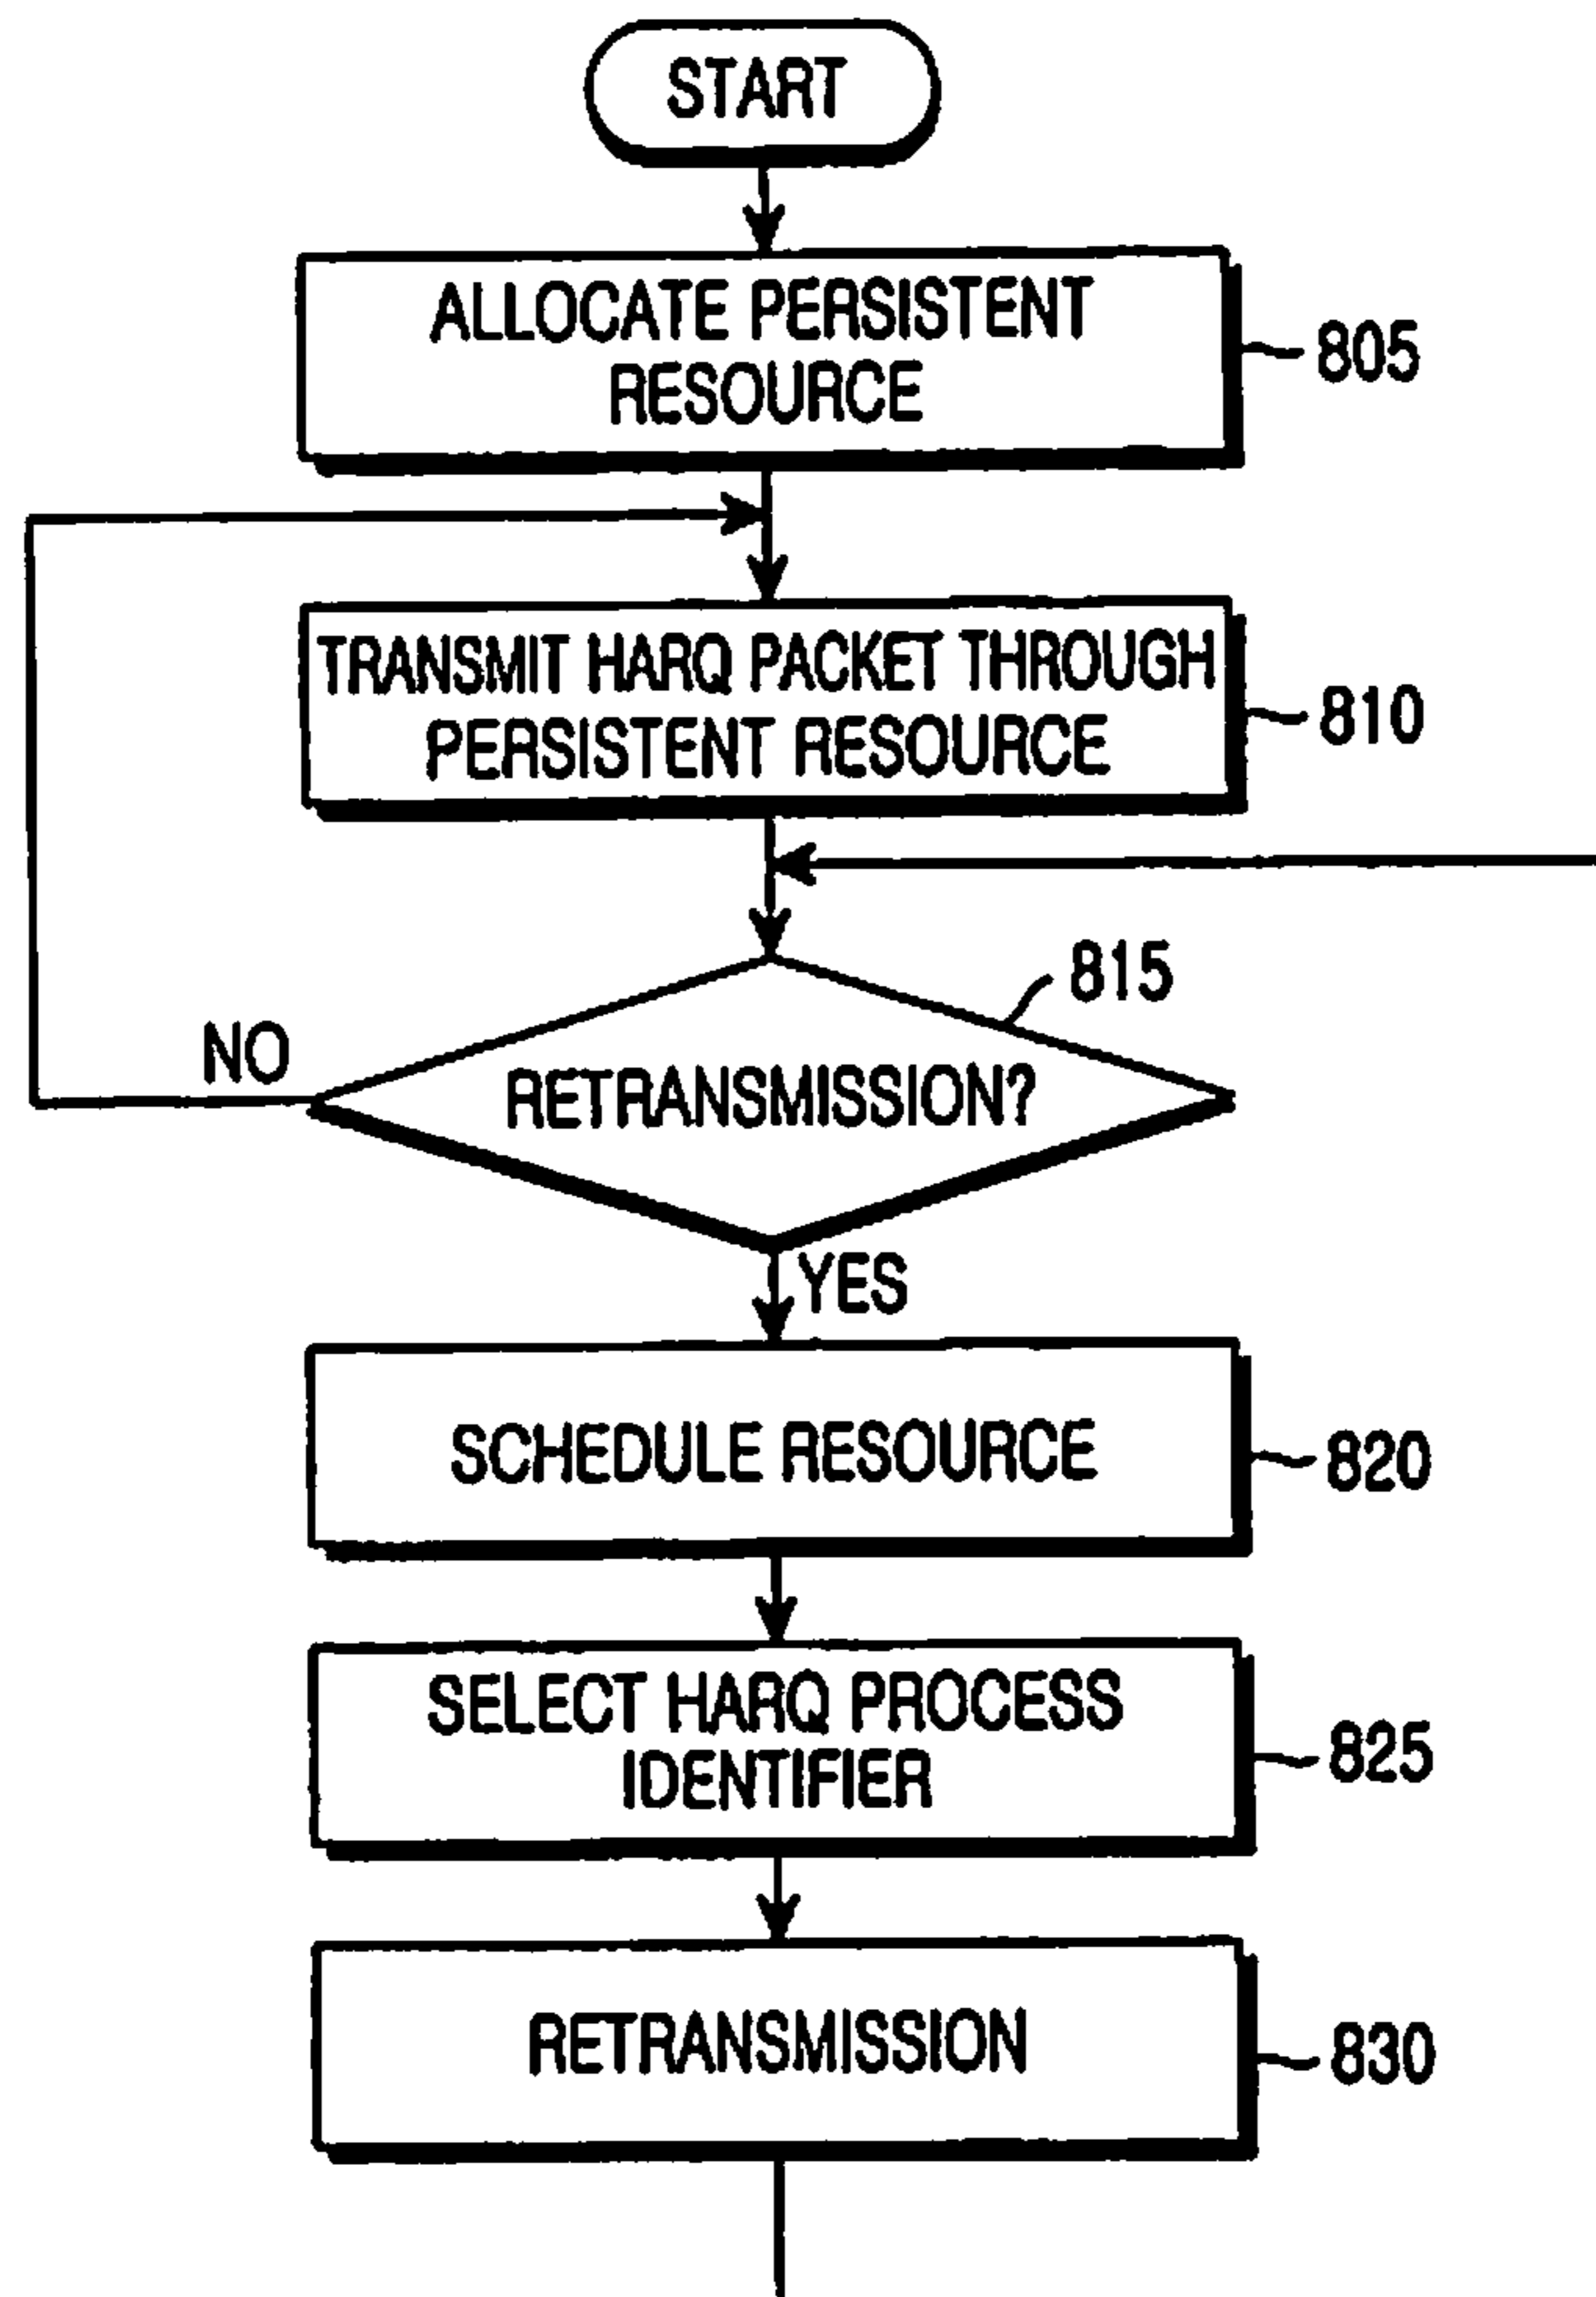 START
ALLOCATE PERSISTENT
RESOURCE
805
TRANSMIT HARQ PACKET THROUGH
PERSISTENT RESOURCE
810
815
NO
RETRANSMISSION?
YES
SCHEDULE RESOURCE
820
SELECT HARQ PROCESS
IDENTIFIER
825
RETRANSMISSION
830